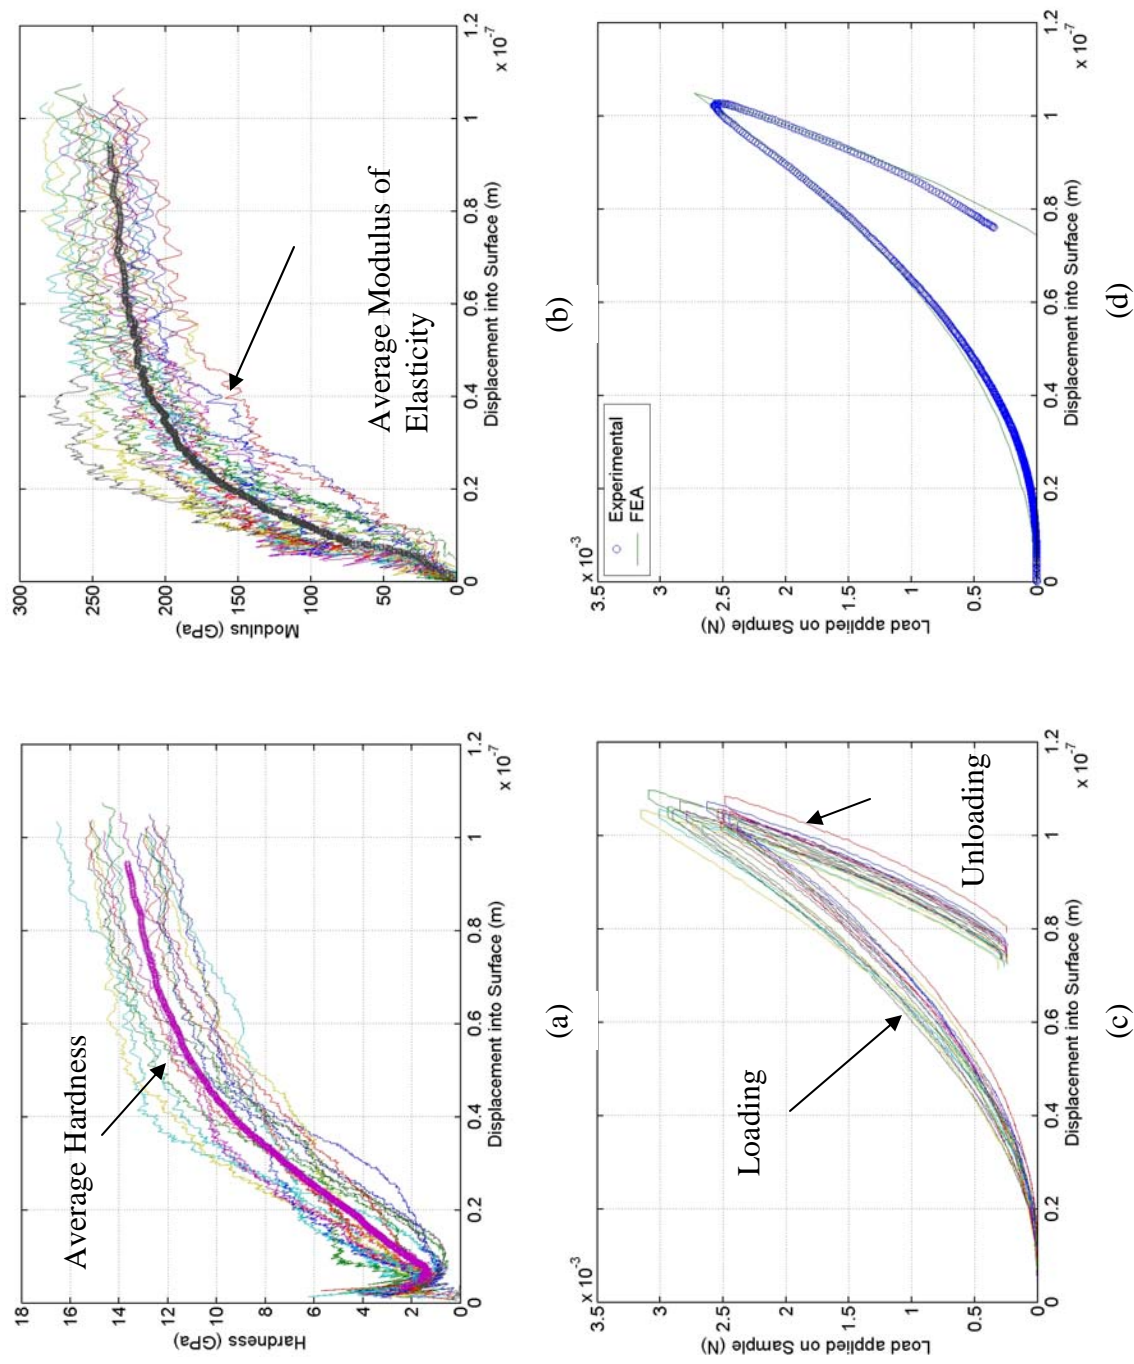 18
16
14
12
10
8
6
4
2
0
Hardness (GPa)
Average Hardness
0
0.2
0.4
0.6
0.8
1
1.2
x 10-7
Displacement into Surface (m)
(a)
300
250
200
150
100
50
0
Modulus (GPa)
Average Modulus of
Elasticity
0
0.2
0.4
0.6
0.8
1
1.2
x 10-7
Displacement into Surface (m)
(b)
x 10-3
3.5
3
2.5
2
1.5
1
0.5
0
Load applied on Sample (N)
Loading
Unloading
0
0.2
0.4
0.6
0.8
1
1.2
x 10-7
Displacement into Surface (m)
(c)
x 10-3
3.5
3
2.5
2
1.5
1
0.5
0
Load applied on Sample (N)
Experimental
FEA
0
0.2
0.4
0.6
0.8
1
1.2
x 10-7
Displacement into Surface (m)
(d)